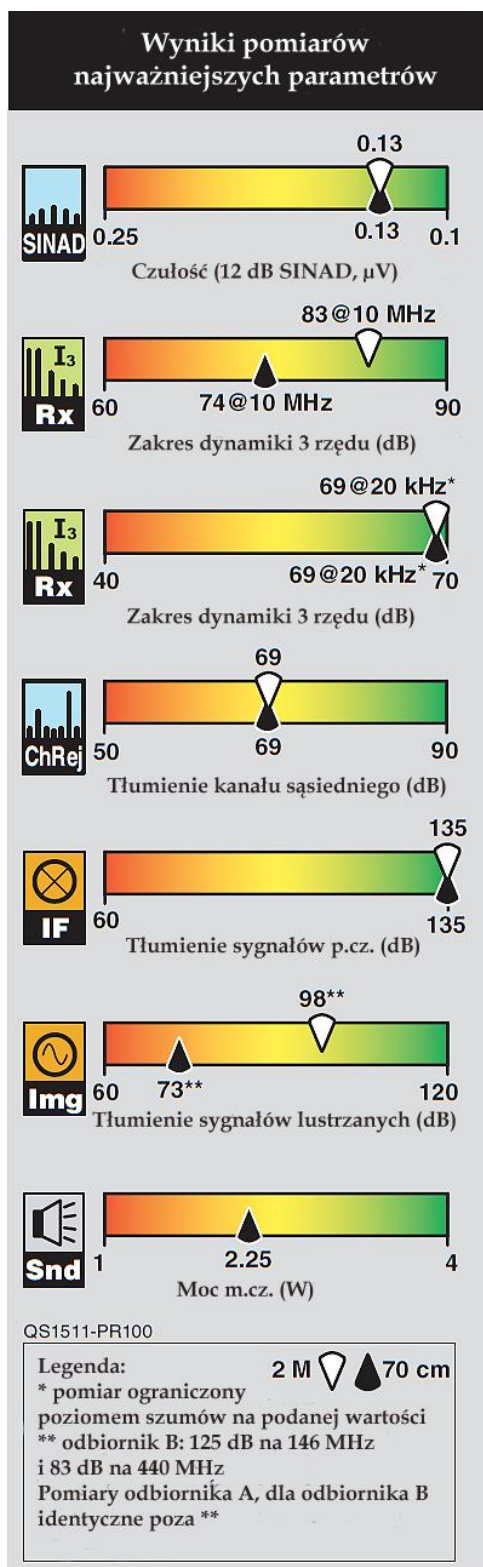 Wyniki pomiarów
najważniejszych parametrów
0.13
SINAD
0.25
0.13
0.1
Czułość (12 dB SINAD, µV)
83@10 MHz
I3
Rx
60
74@10 MHz
90
Zakres dynamiki 3 rzędu (dB)
69@20 kHz*
I3
Rx
40
69@20 kHz*
70
Zakres dynamiki 3 rzędu (dB)
69
ChRej
50
69
90
Tłumienie kanału sąsiedniego (dB)
135
IF
60
135
Tłumienie sygnałów p.cz. (dB)
98**
Img
60
73**
120
Tłumienie sygnałów lustrzanych (dB)
Snd
1
2.25
4
Moc m.cz. (W)
QS1511-PR100
Legenda: 2 M 70 cm
* pomiar ograniczony
poziomem szumów na podanej wartości
** odbiornik B: 125 dB na 146 MHz
i 83 dB na 440 MHz
Pomiary odbiornika A, dla odbiornika B
identyczne poza **